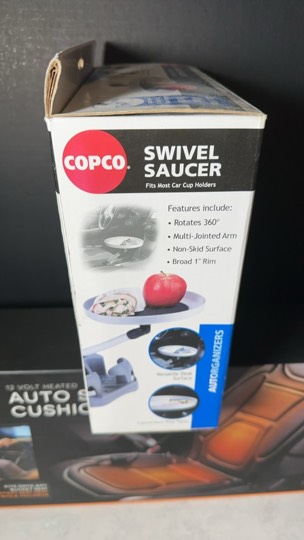 COPCO®
SWIVEL
SAUCER
Fits Most Car Cup Holders
Features include:
• Rotates 360°
• Multi-Jointed Arm
• Non-Skid Surface
• Broad 1" Rim
Surface
AUTORGANIZERS
12 VOLT HEATED
AUTO S
CUSHIO